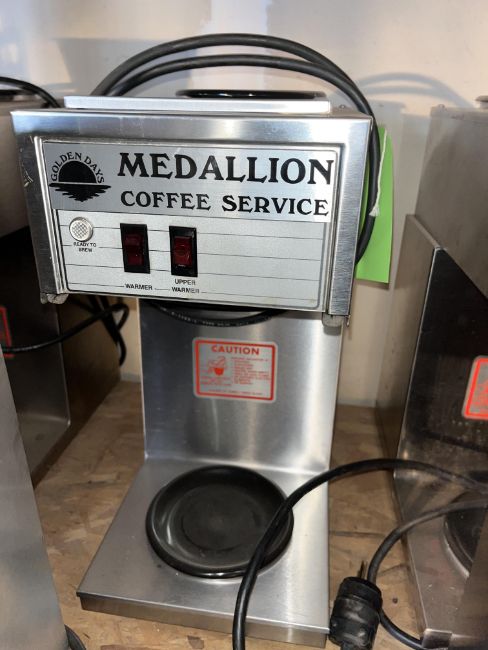 GOLDEN DAYS
MEDALLION
COFFEE SERVICE
READY TO
BREW
WARMER
UPPER
WARMER
CAUTION